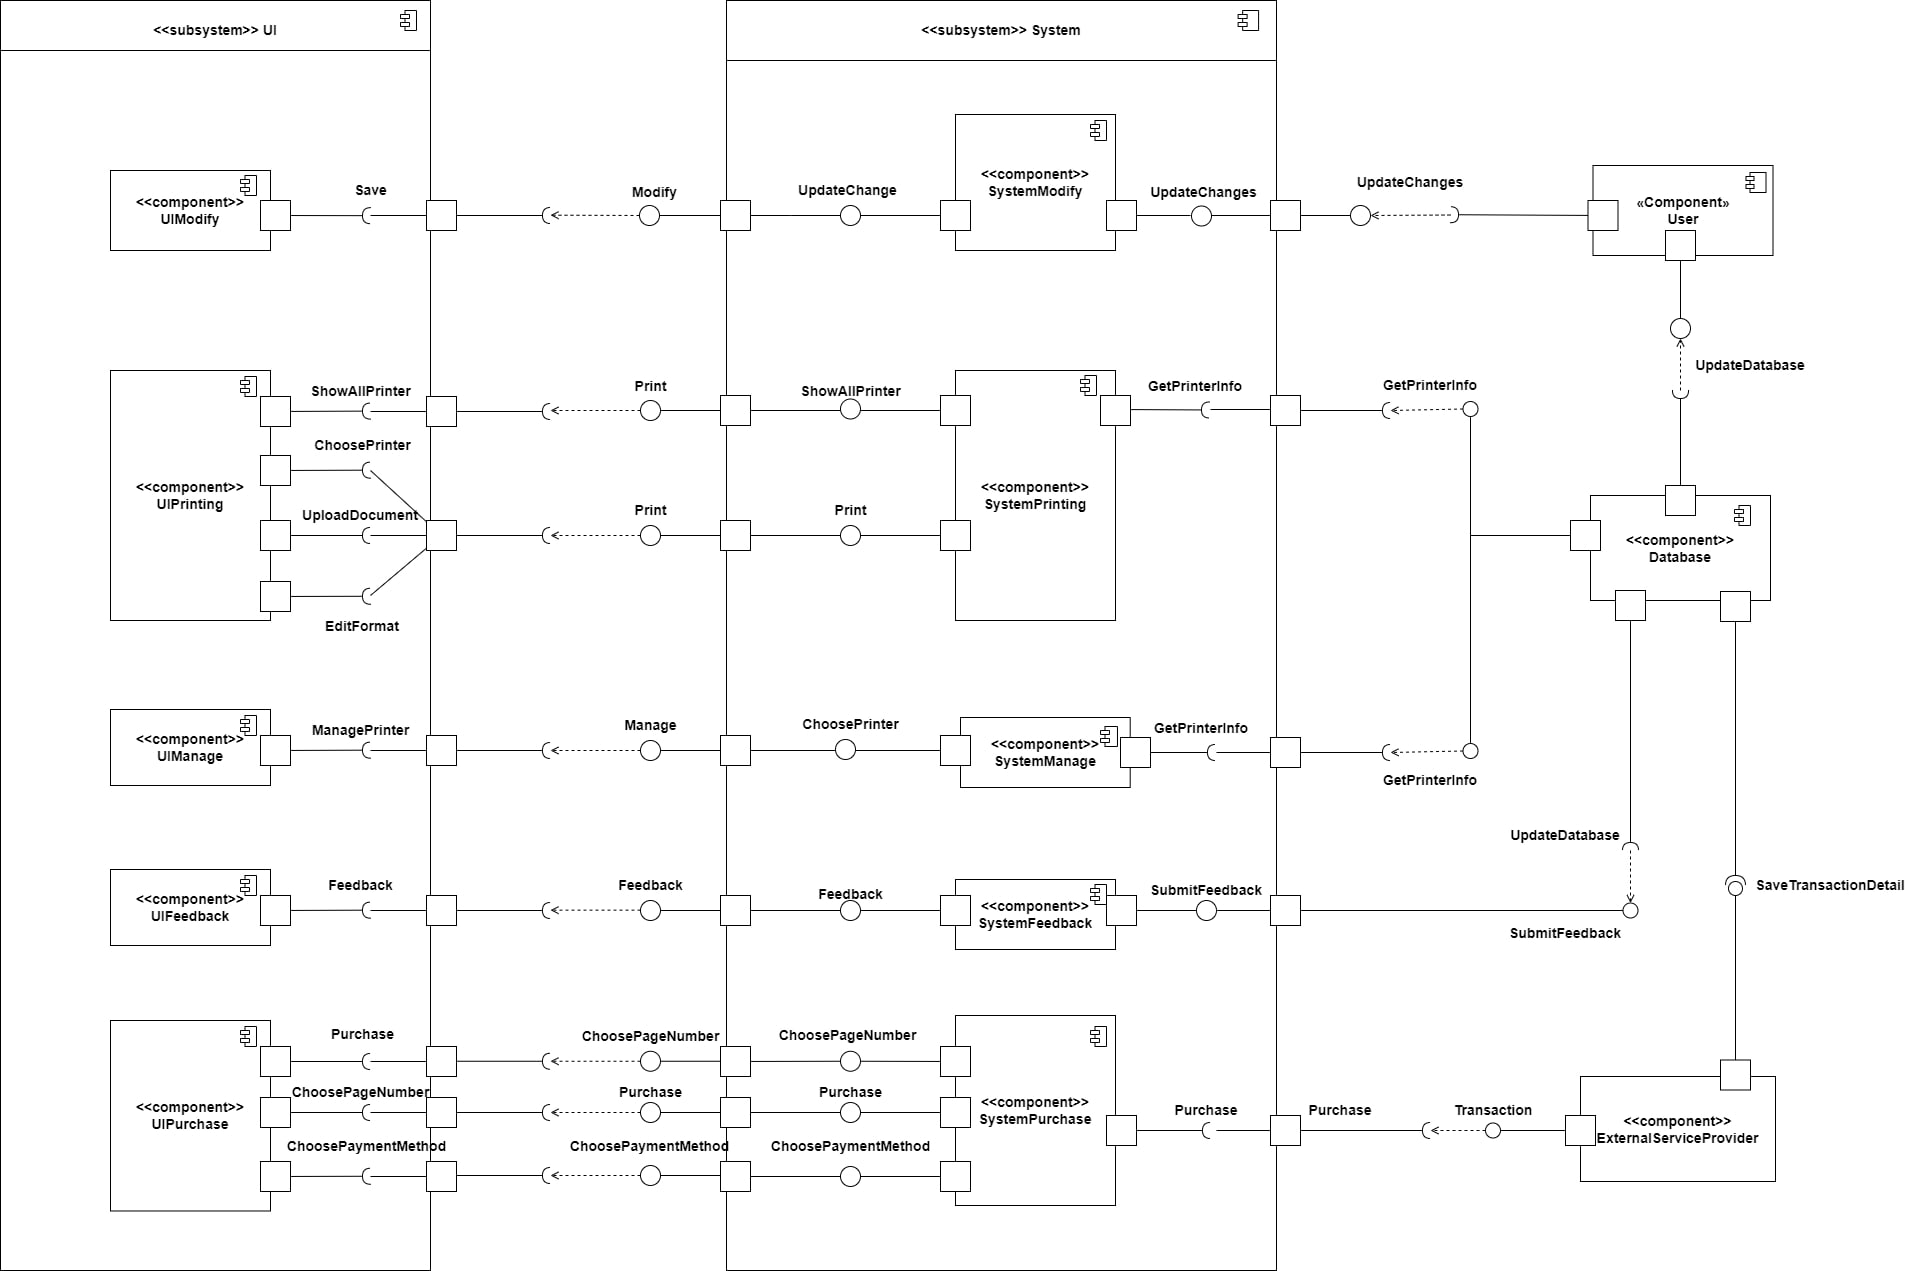 <<subsystem>> UI
<<subsystem>> System
<<component>>
UIModify
Save
Modify
UpdateChange
<<component>>
SystemModify
UpdateChanges
UpdateChanges
«Component»
User
UpdateDatabase
<<component>>
UIPrinting
ShowAllPrinter
ChoosePrinter
UploadDocument
EditFormat
Print
Print
ShowAllPrinter
Print
<<component>>
SystemPrinting
GetPrinterInfo
GetPrinterInfo
<<component>>
Database
<<component>>
UIManage
ManagePrinter
Manage
ChoosePrinter
<<component>>
SystemManage
GetPrinterInfo
GetPrinterInfo
<<component>>
UIFeedback
Feedback
Feedback
Feedback
<<component>>
SystemFeedback
SubmitFeedback
UpdateDatabase
SubmitFeedback
SaveTransactionDetail
<<component>>
UIPurchase
Purchase
ChoosePageNumber
ChoosePaymentMethod
ChoosePageNumber
Purchase
ChoosePaymentMethod
ChoosePageNumber
Purchase
ChoosePaymentMethod
<<component>>
SystemPurchase
Purchase
Purchase
Transaction
<<component>>
ExternalServiceProvider